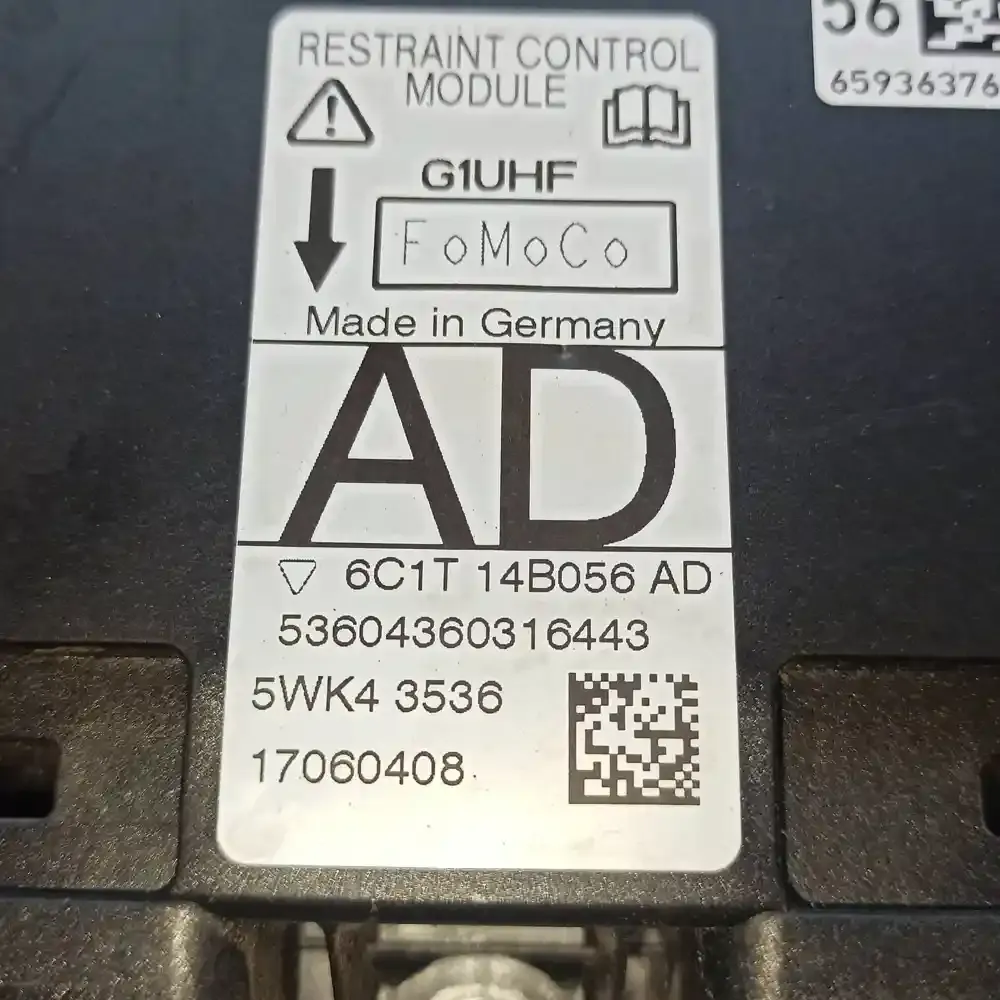 RESTRAINT CONTROL
MODULE
G1UHF
FoMoCo
Made in Germany
AD
6C1T 14B056 AD
53604360316443
5WK4 3536
17060408
56
65936376